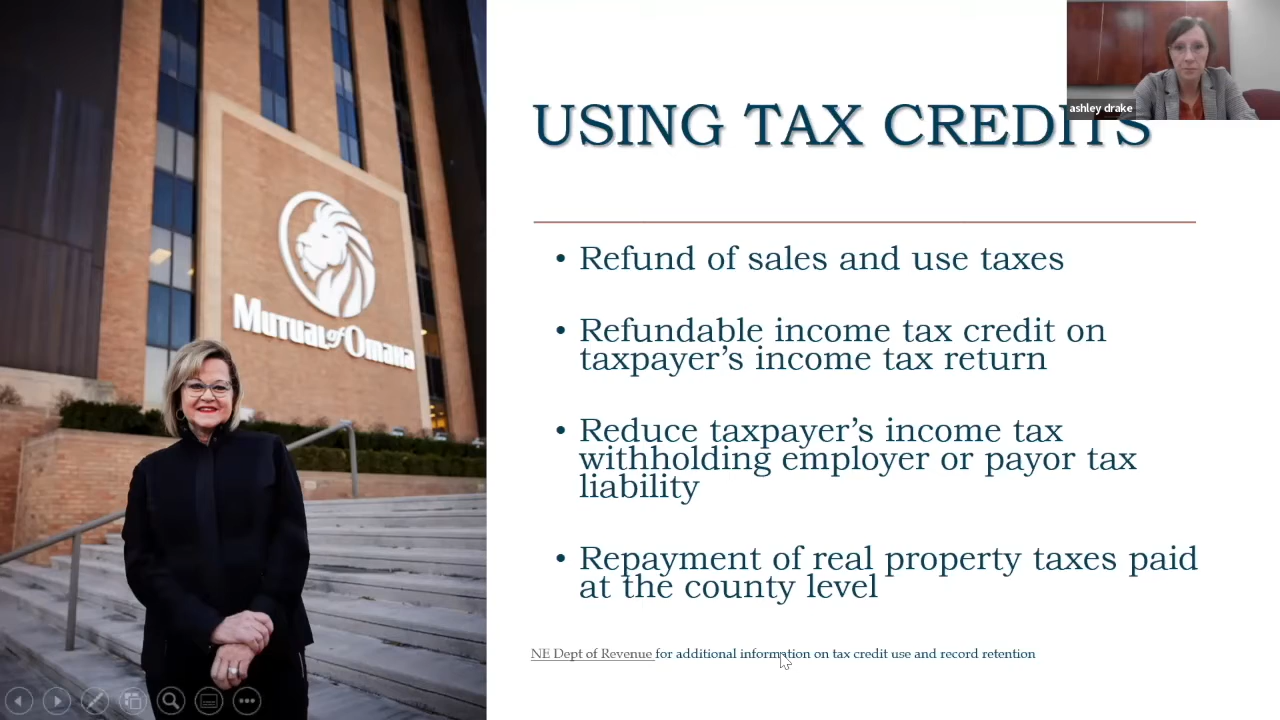 ashley drake
USING TAX CREDITS
Mutual of Omaha
• Refund of sales and use taxes
• Refundable income tax credit on
taxpayer's income tax return
• Reduce taxpayer's income tax
withholding employer or payor tax
liability
• Repayment of real property taxes paid
at the county level
NE Dept of Revenue for additional information on tax credit use and record retention